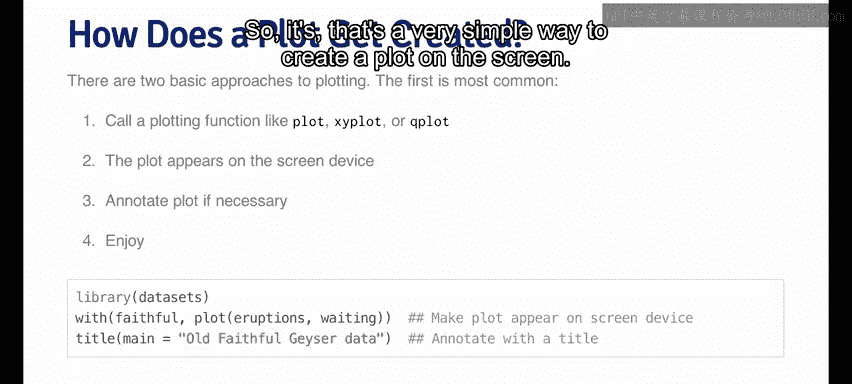 How Does a Plot Get Created?
So, it's, that's a very simple way to
create a plot on the screen.
There are two basic approaches to plotting. The first is most common:
1. Call a plotting function like plot, xyplot, or qplot
2. The plot appears on the screen device
3. Annotate plot if necessary
4. Enjoy
library(datasets)
with(faithful, plot(eruptions, waiting))  ## Make plot appear on screen device
title(main = "Old Faithful Geyser data")  ## Annotate with a title